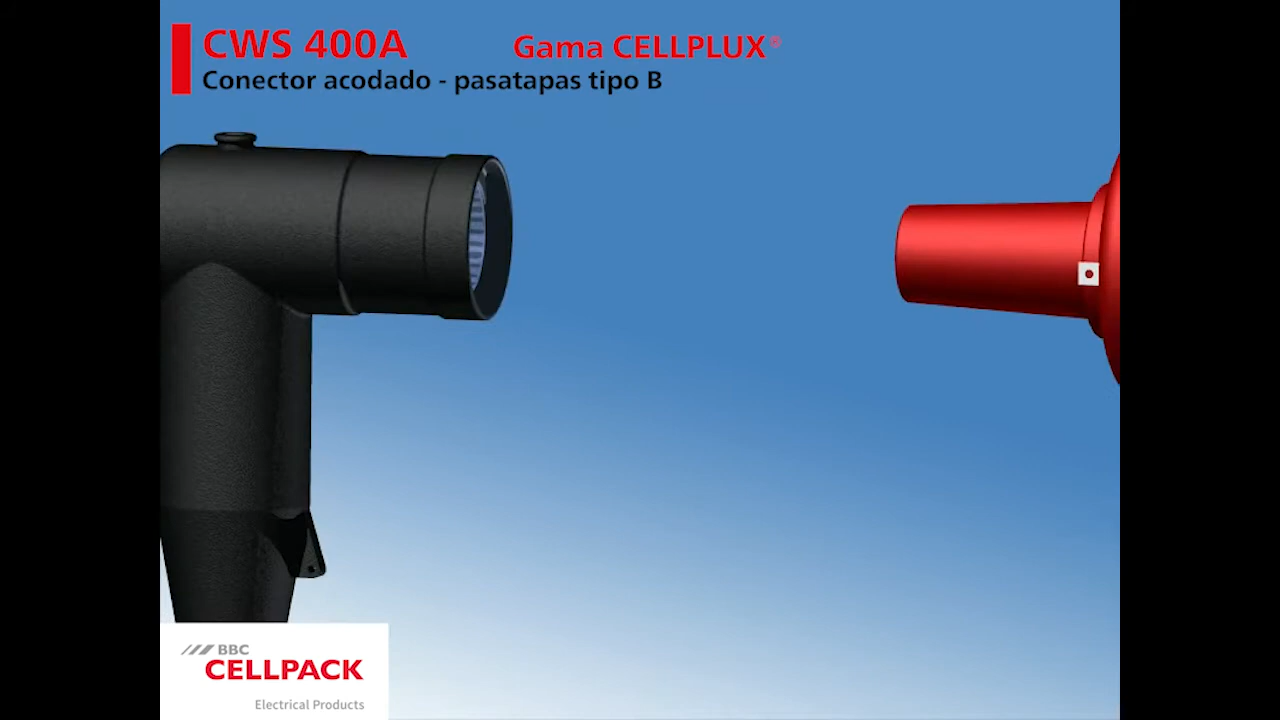 CWS 400A Gama CELLPLUX®
Conector acodado - pasatapas tipo B
BBC
CELLPACK
Electrical Products